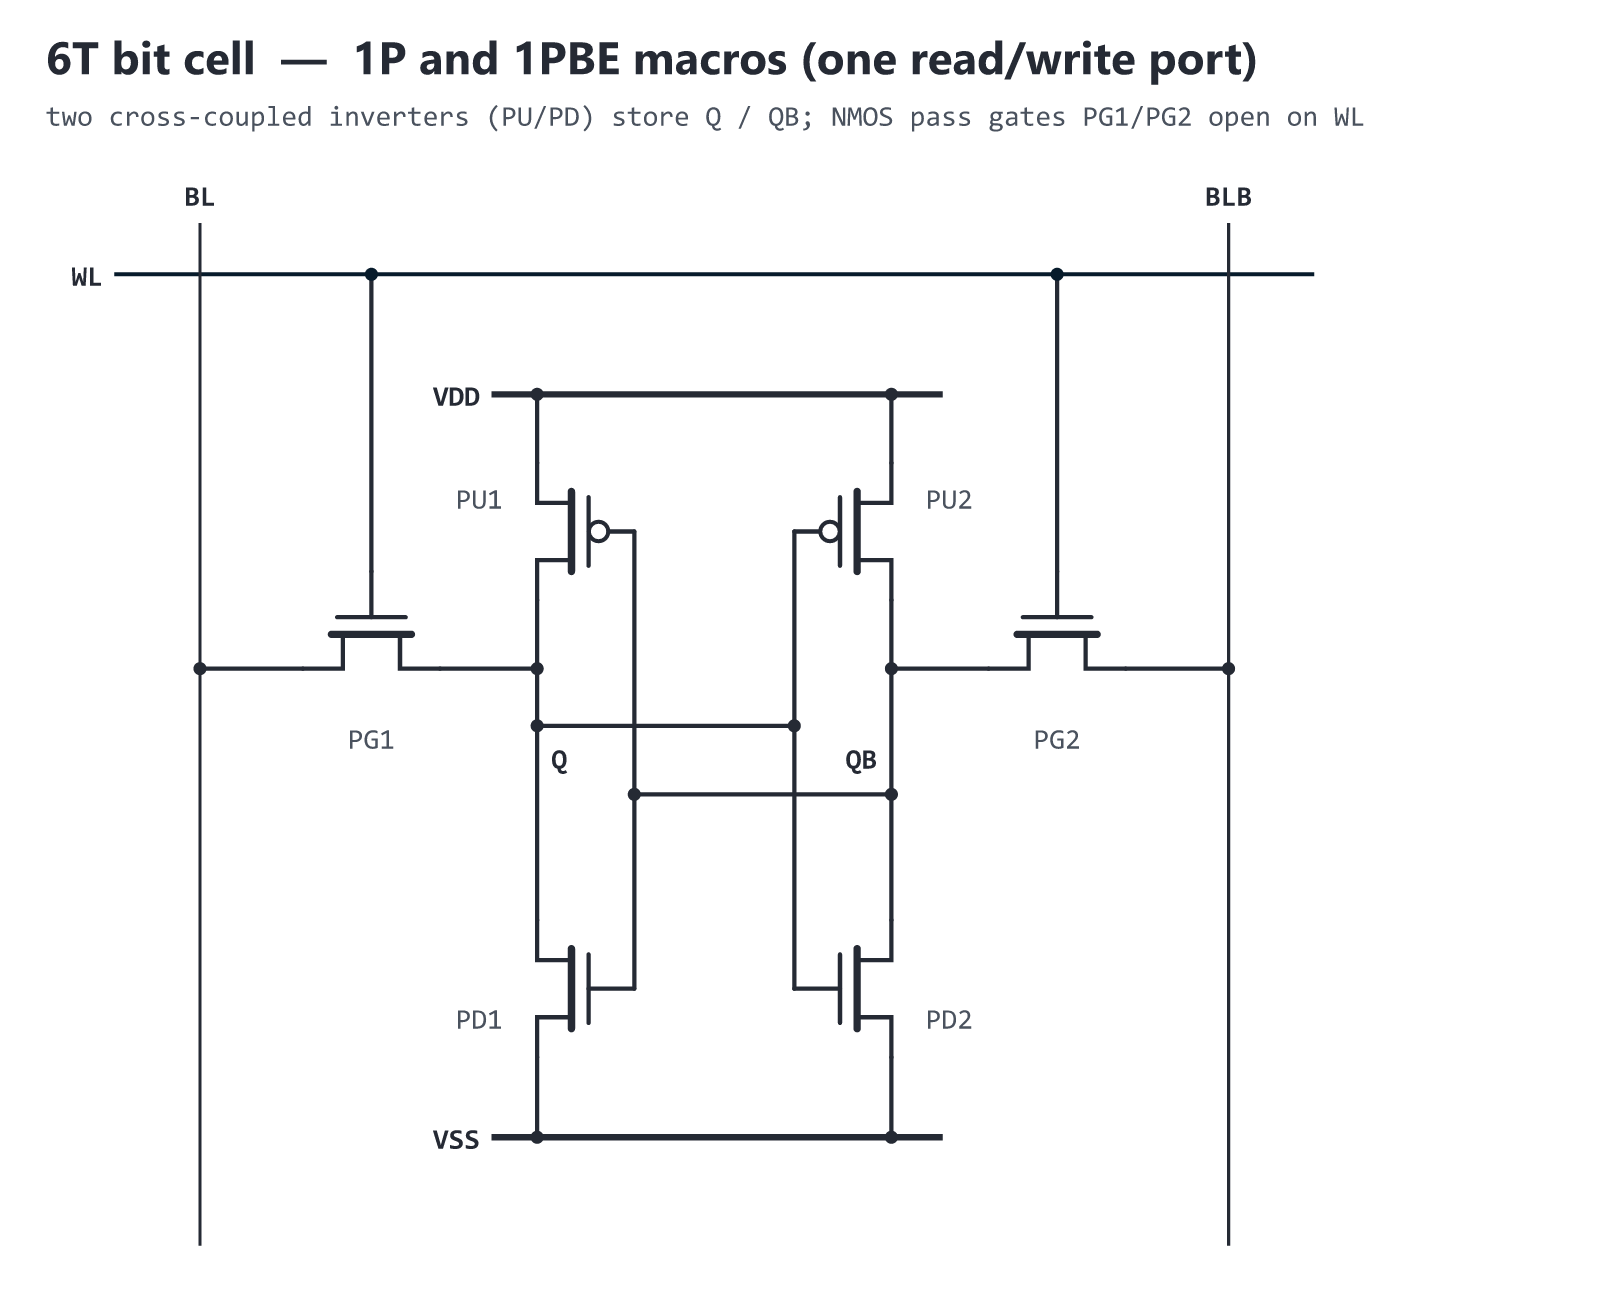 6T bit cell — 1P and 1PBE macros (one read/write port)
two cross-coupled inverters (PU/PD) store Q / QB; NMOS pass gates PG1/PG2 open on WL
BL
BLB
WL
VDD
PU1
PU2
PG1
PG2
Q
QB
PD1
PD2
VSS